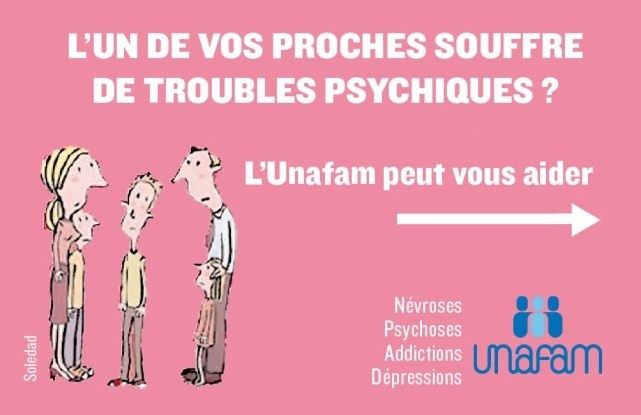 L'UN DE VOS PROCHES SOUFFRE
DE TROUBLES PSYCHIQUES ?
L'Unafam peut vous aider
Névroses
Psychoses
Addictions
Dépressions
unafam
Soledad